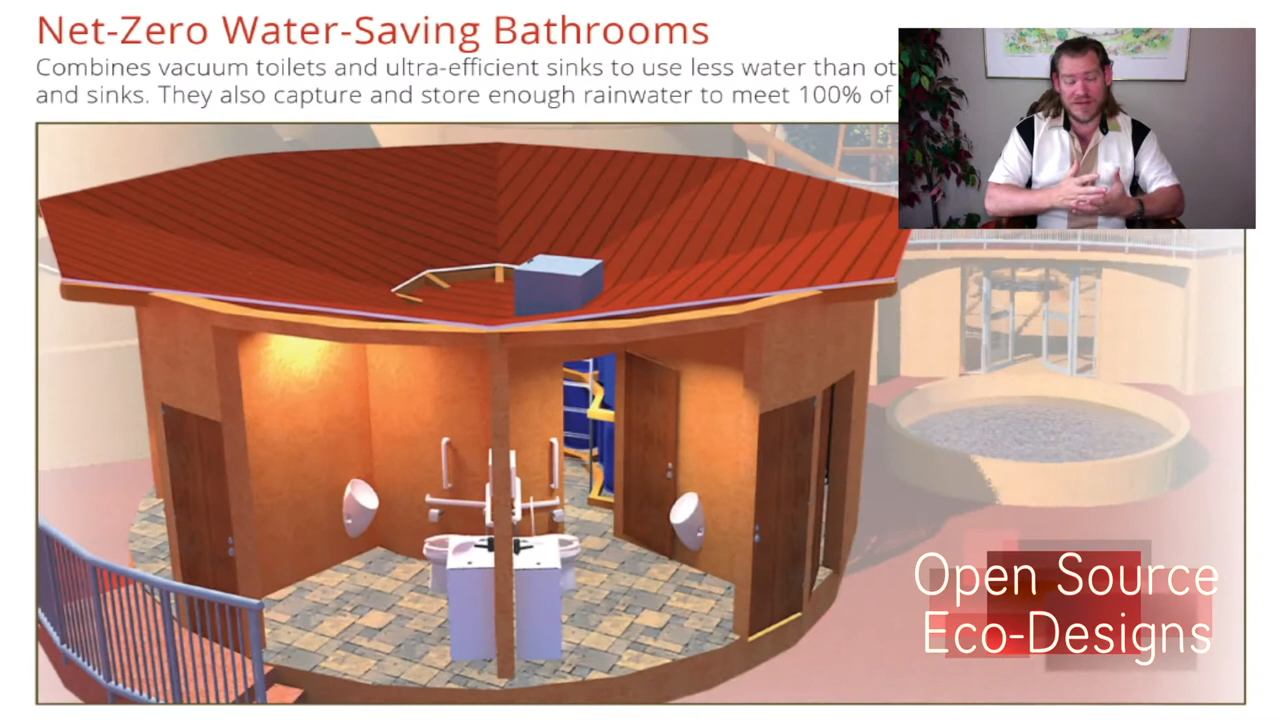 Net-Zero Water-Saving Bathrooms
Combines vacuum toilets and ultra-efficient sinks to use less water than
and sinks. They also capture and store enough rainwater to meet 100% of
Open Source
Eco-Designs